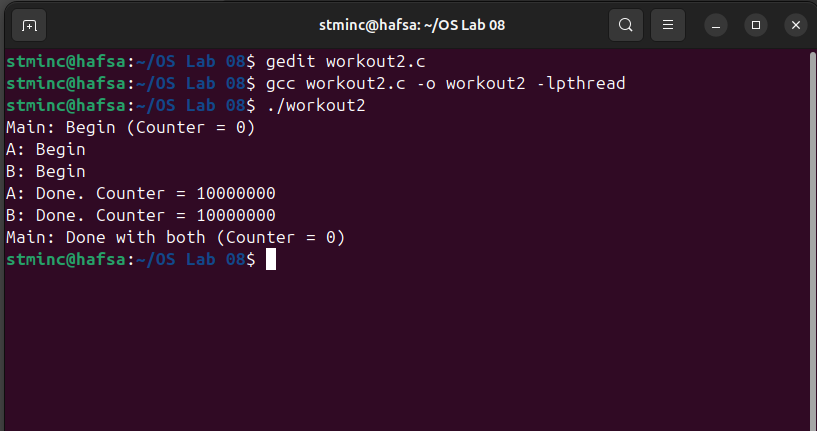 stminc@hafsa: ~/OS Lab 08
stminc@hafsa:~/OS Lab 08$ gedit workout2.c
stminc@hafsa:~/OS Lab 08$ gcc workout2.c -o workout2 -lpthread
stminc@hafsa:~/OS Lab 08$ ./workout2
Main: Begin (Counter = 0)
A: Begin
B: Begin
A: Done. Counter = 10000000
B: Done. Counter = 10000000
Main: Done with both (Counter = 0)
stminc@hafsa:~/OS Lab 08$